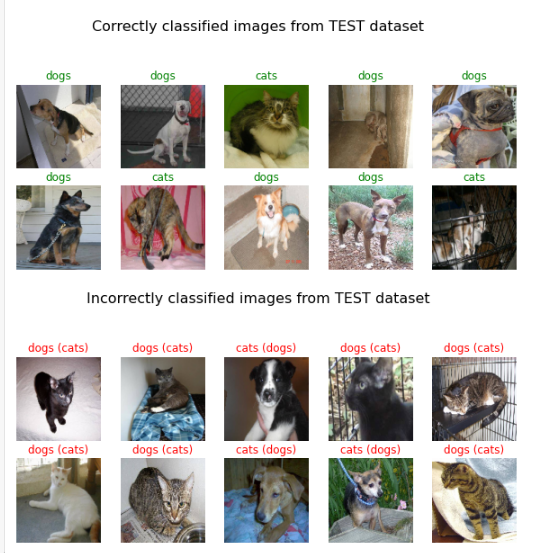 Correctly classified images from TEST dataset
dogs dogs cats dogs dogs
dogs cats dogs dogs cats
Incorrectly classified images from TEST dataset
dogs (cats) dogs (cats) cats (dogs) dogs (cats) dogs (cats)
dogs (cats) dogs (cats) cats (dogs) cats (dogs) dogs (cats)